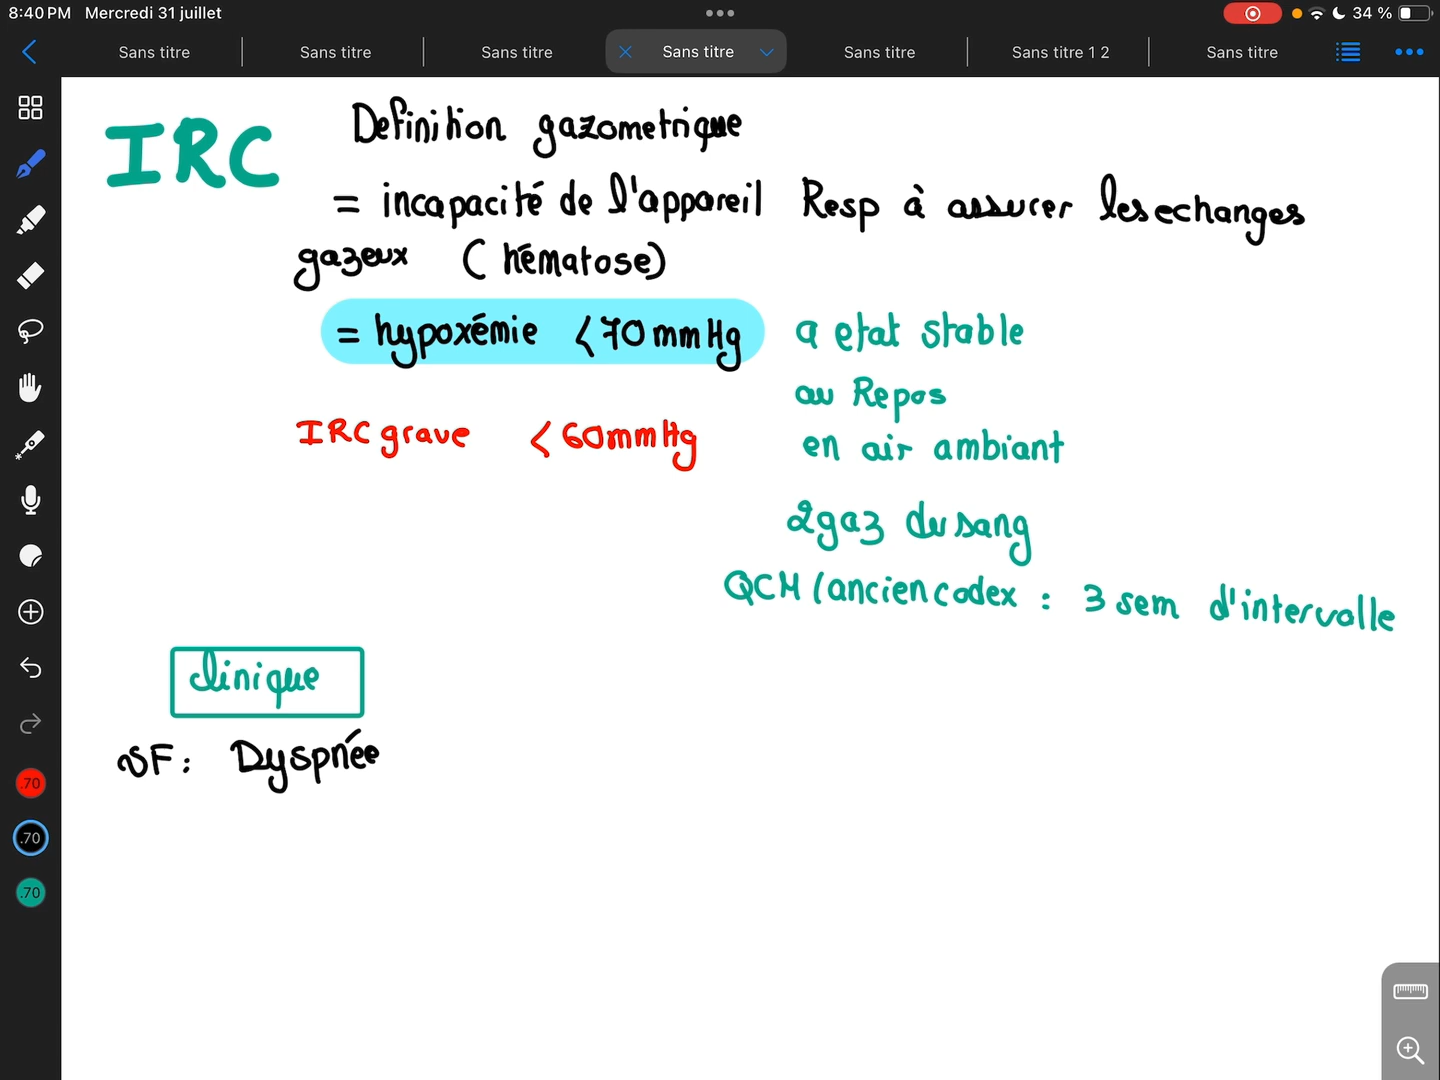 8:40 PM Mercredi 31 juillet
34 %
Sans titre Sans titre Sans titre Sans titre Sans titre Sans titre 1 2 Sans titre
IRC
Definition gazometrique
= incapacité de l'appareil Resp à assurer les echanges
gazeux ( hématose)
= hypoxémie < 70 mmHg a etat stable
au Repos
IRC grave < 60mmHg
en air ambiant
2 gaz du sang
QCM / ancien codex : 3 sem d'intervalle
Clinique
SF : Dyspnée
.70
.70
.70